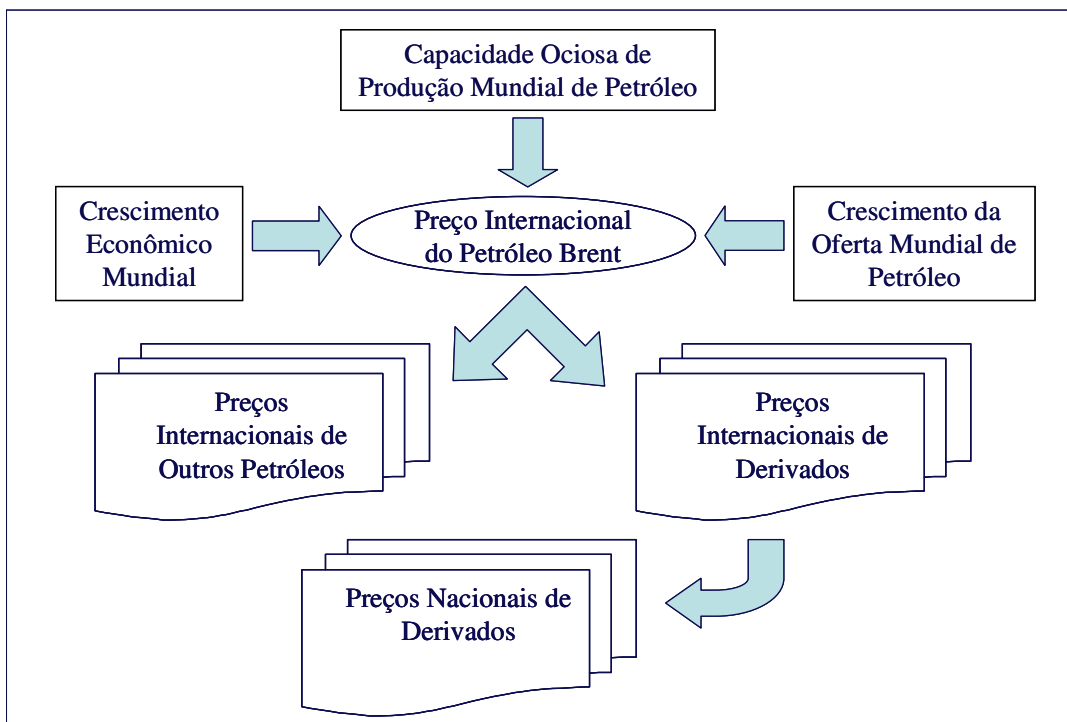 Capacidade Ociosa de
Produção Mundial de Petróleo
Crescimento
Econômico
Mundial
Preço Internacional
do Petróleo Brent
Crescimento da
Oferta Mundial de
Petróleo
Preços
Internacionais de
Outros Petróleos
Preços
Internacionais de
Derivados
Preços Nacionais de
Derivados